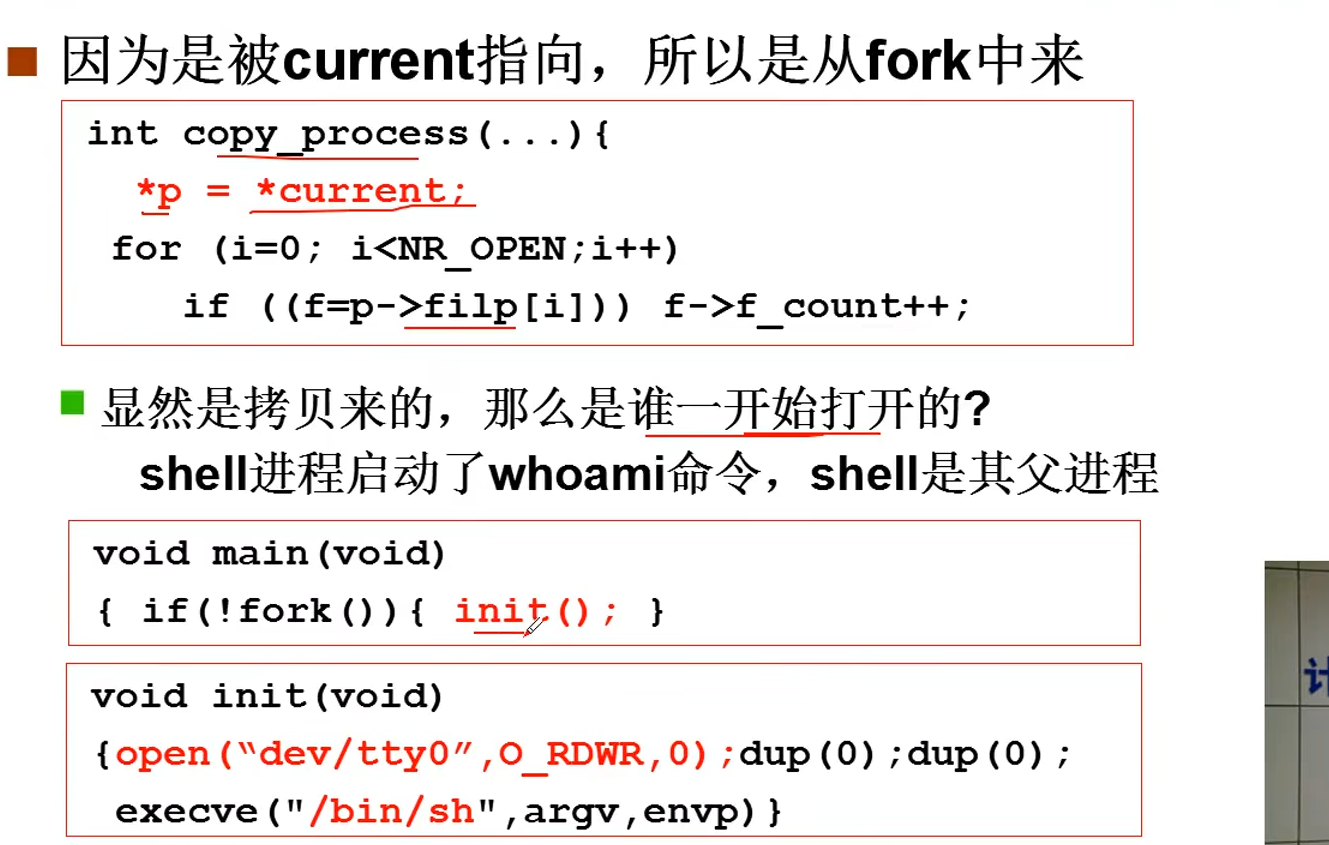 因为是被current指向，所以是从fork中来
int copy_process(...){
*p = *current;
for (i=0; i<NR_OPEN;i++)
if ((f=p->filp[i])) f->f_count++;
显然是拷贝来的，那么是谁一开始打开的?
shell进程启动了whoami命令，shell是其父进程
void main(void)
{ if(!fork()){ init(); }
void init(void)
{open(“dev/tty0”,O_RDWR,0);dup(0);dup(0);
execve("/bin/sh",argv,envp)}
计